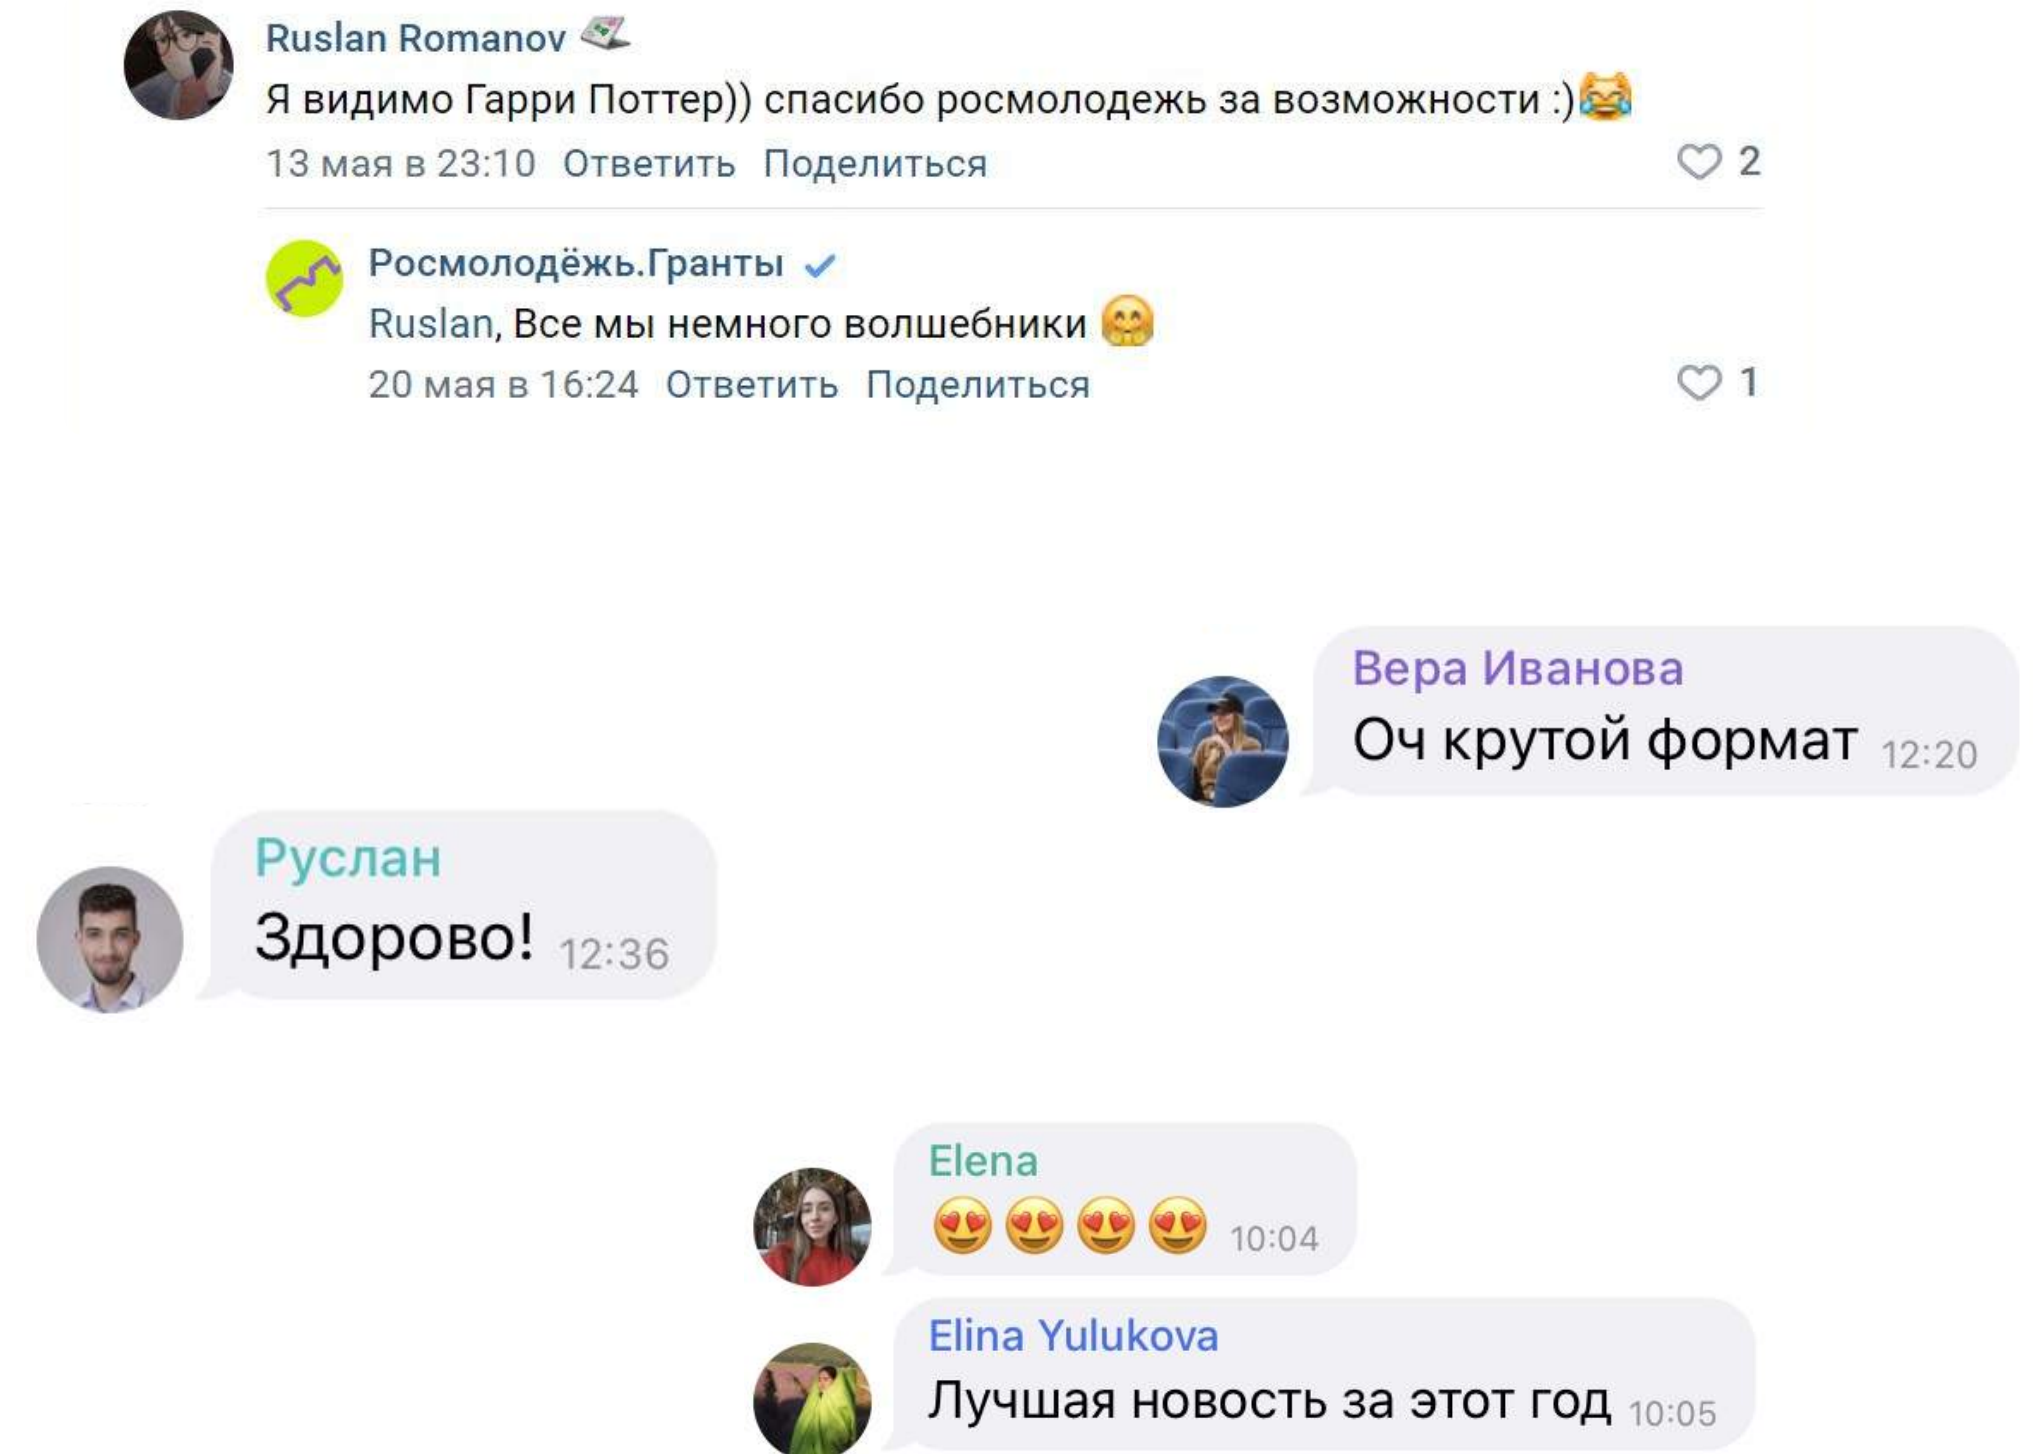 Ruslan Romanov
Я видимо Гарри Поттер)) спасибо росмолодежь за возможности :)😹
13 мая в 23:10 Ответить Поделиться 2
Росмолодёжь.Гранты
Ruslan, Все мы немного волшебники 🤗
20 мая в 16:24 Ответить Поделиться 1
Вера Иванова
Оч крутой формат 12:20
Руслан
Здорово! 12:36
Elena
😍😍😍😍 10:04
Elina Yulukova
Лучшая новость за этот год 10:05